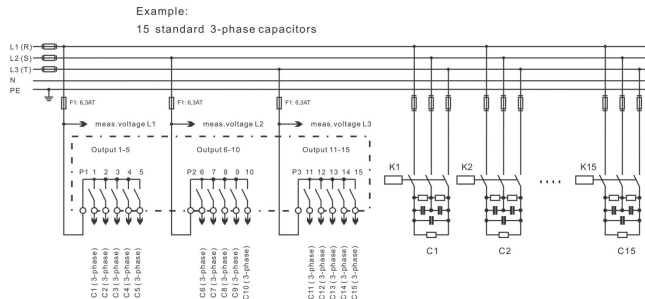 Example:
15 standard 3-phase capacitors
L1 (R)
L2 (S)
L3 (T)
N
PE
F1: 6,3AT
F1: 6,3AT
F1: 6,3AT
meas.voltage L1
meas.voltage L2
meas.voltage L3
Output 1-5
Output 6-10
Output 11-15
P1 1 2 3 4 5
P2 6 7 8 9 10
P3 11 12 13 14 15
K1
K2
K15
C1
C2
C15
C1 (3-phase)
C2 (3-phase)
C3 (3-phase)
C4 (3-phase)
C5 (3-phase)
C6 (3-phase)
C7 (3-phase)
C8 (3-phase)
C9 (3-phase)
C10 (3-phase)
C11 (3-phase)
C12 (3-phase)
C13 (3-phase)
C14 (3-phase)
C15 (3-phase)